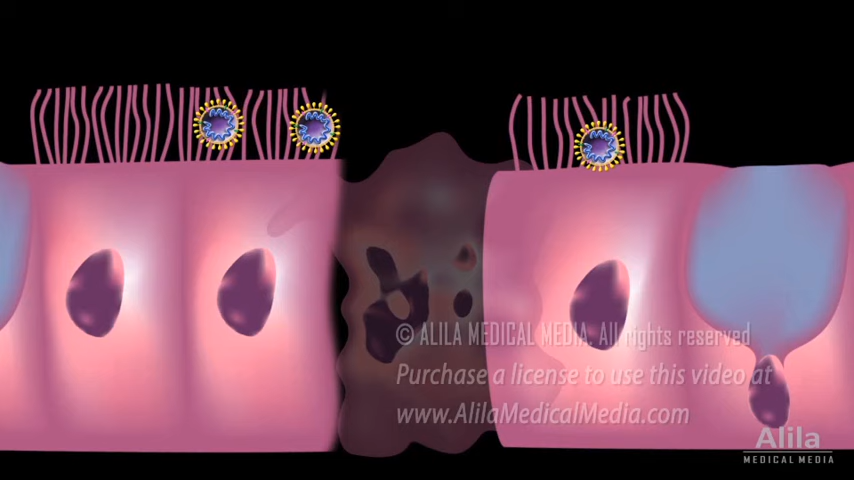 © ALILA MEDICAL MEDIA. All rights reserved
Purchase a license to use this video at
www.AlilaMedicalMedia.com
Alila
MEDICAL MEDIA